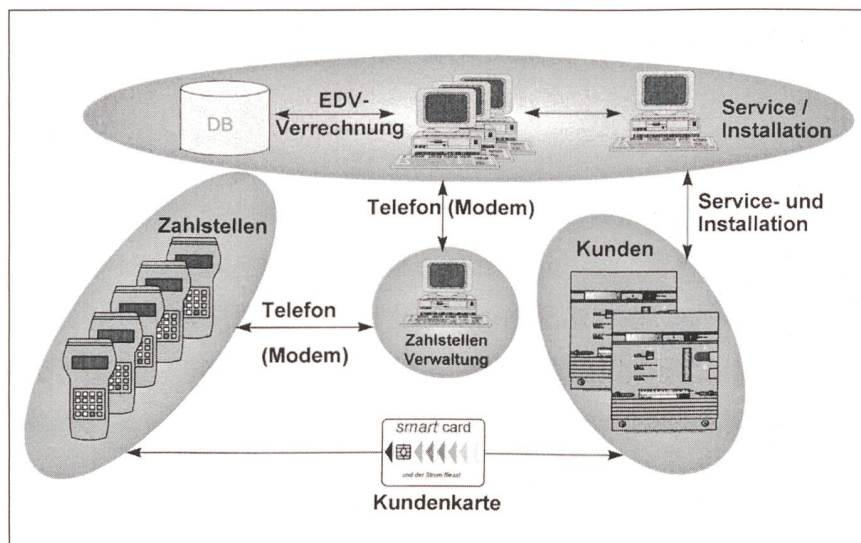 DB
EDV-
Verrechnung
Service /
Installation
Telefon (Modem)
Service- und
Installation
Zahlstellen
Kunden
Telefon
(Modem)
Zahlstellen
Verwaltung
smart card
und der Strom fliesst
Kundenkarte